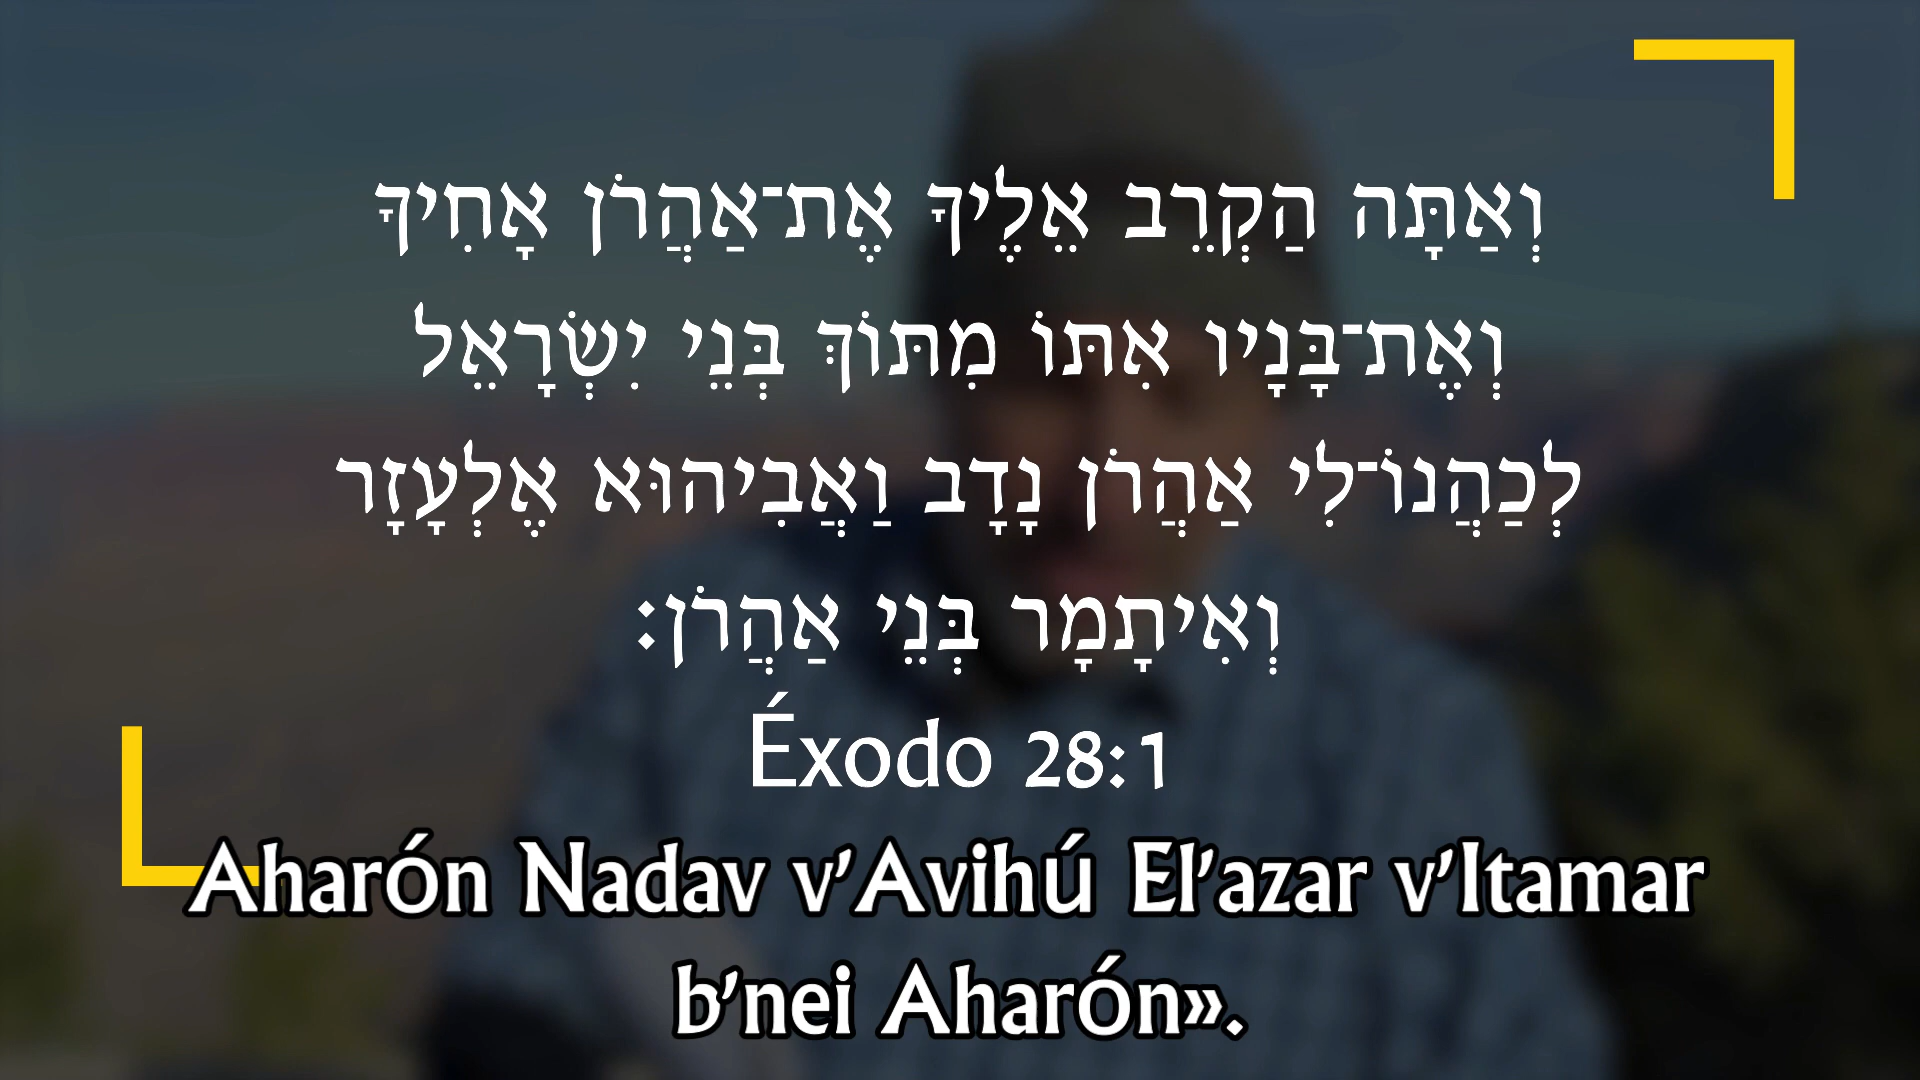 וְאַתָּה הַקְרֵב אֵלֶיךָ אֶת־אַהֲרֹן אָחִיךָ
וְאֶת־בָּנָיו אִתּוֹ מִתּוֹךְ בְּנֵי יִשְׂרָאֵל
לְכַהֲנוֹ־לִי אַהֲרֹן נָדָב וַאֲבִיהוּא אֶלְעָזָר
וְאִיתָמָר בְּנֵי אַהֲרֹן׃
Éxodo 28:1
Aharón Nadav v’Avihú El’azar v’Itamar
b’nei Aharón».